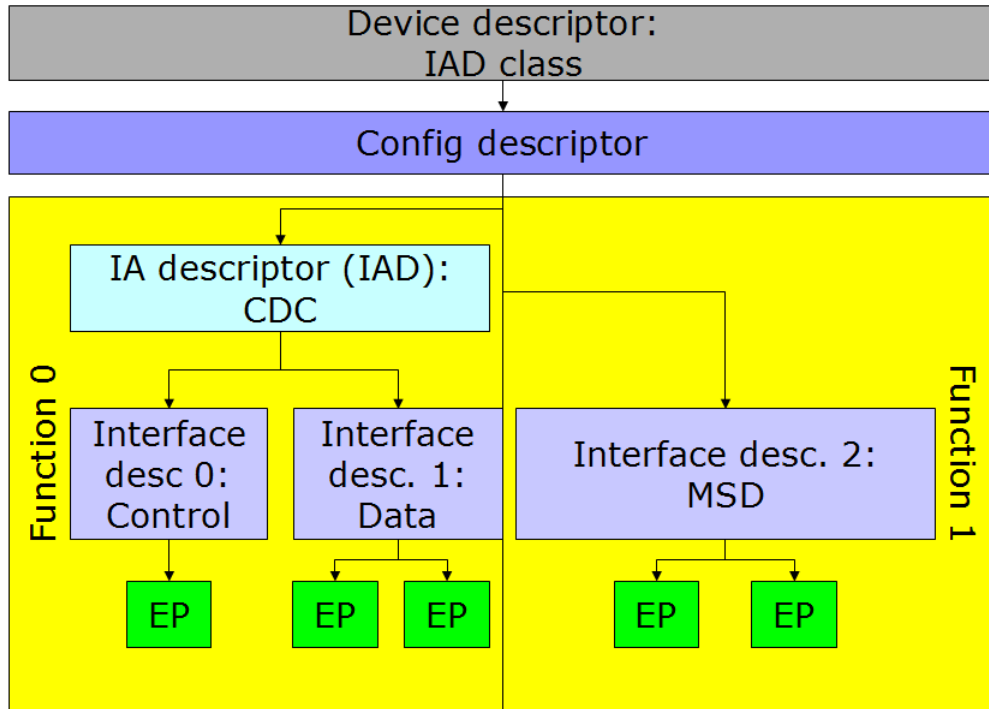 Device descriptor:
IAD class
Config descriptor
IA descriptor (IAD):
CDC
Function 0
Interface
desc 0:
Control
Interface
desc. 1:
Data
Interface desc. 2:
MSD
Function 1
EP
EP
EP
EP
EP